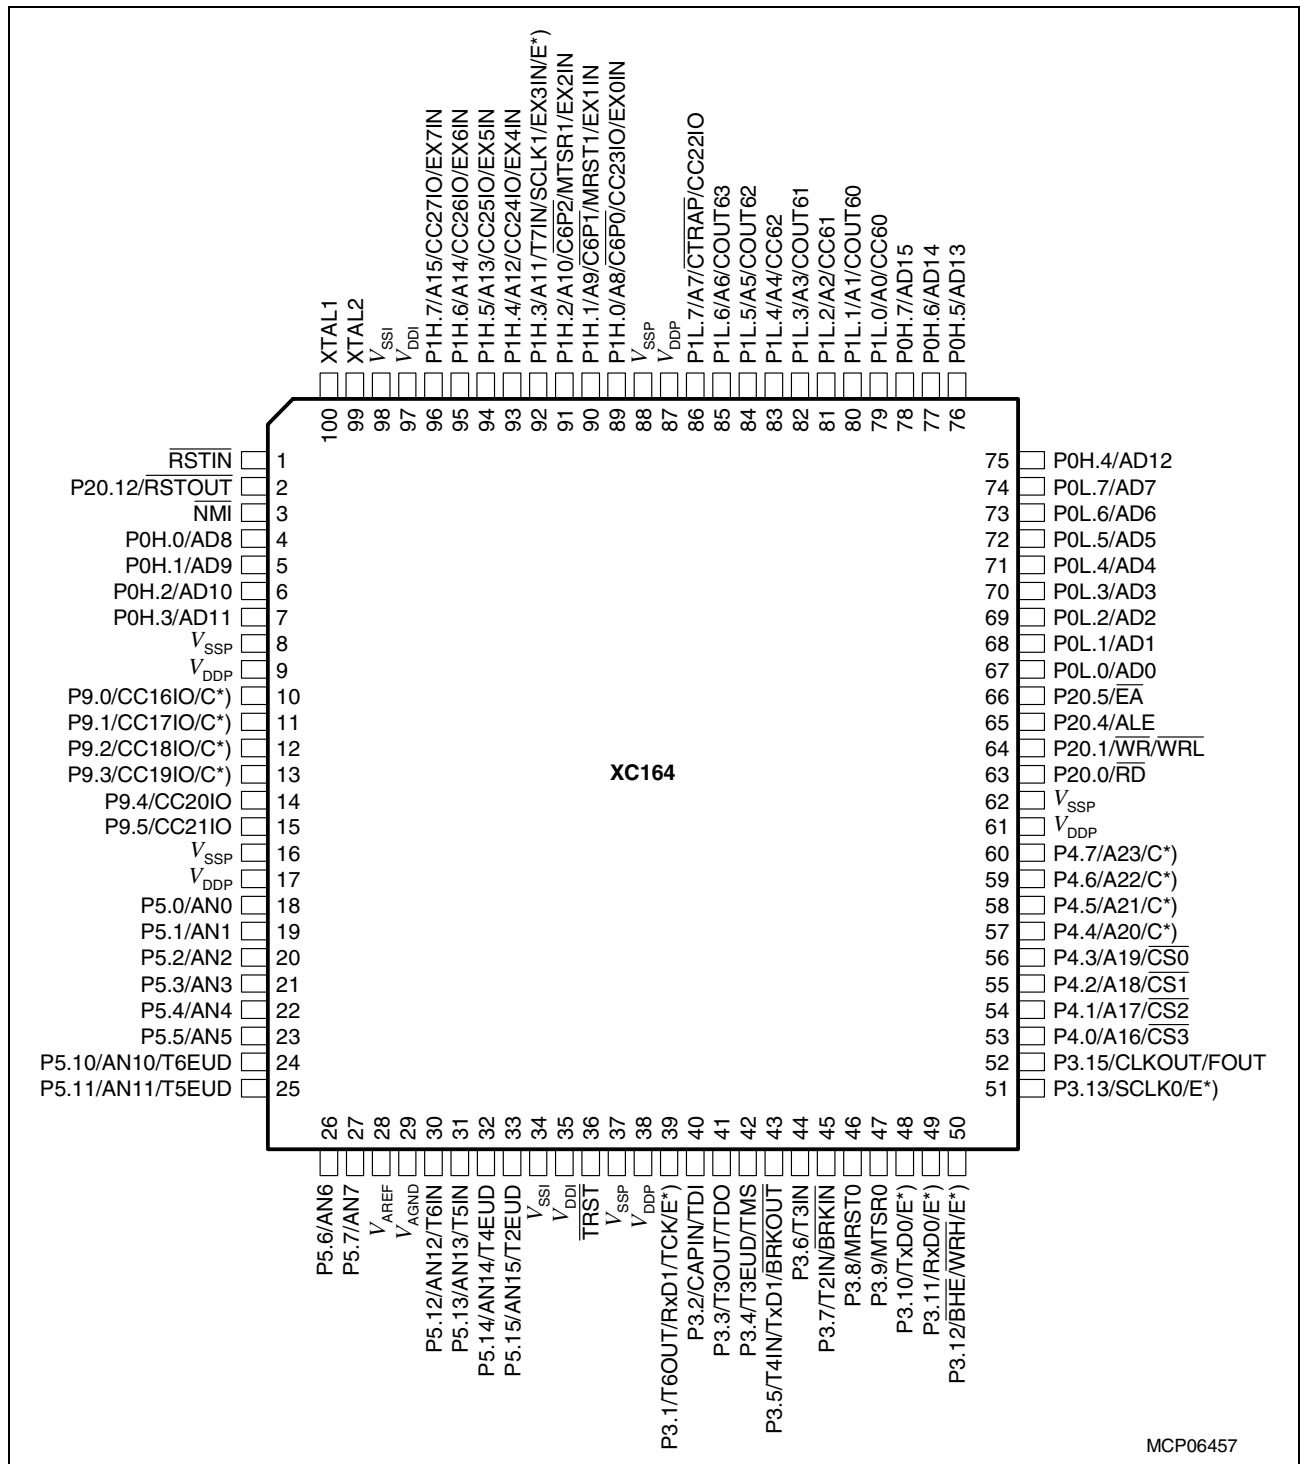 XTAL1
XTAL2
VSSI
VDDI
P1H.7/A15/CC27IO/EX7IN
P1H.6/A14/CC26IO/EX6IN
P1H.5/A13/CC25IO/EX5IN
P1H.4/A12/CC24IO/EX4IN
P1H.3/A11/T7IN/SCLK1/EX3IN/E*)
P1H.2/A10/C6P2/MTSR1/EX2IN
P1H.1/A9/C6P1/MRST1/EX1IN
P1H.0/A8/C6P0/CC23IO/EX0IN
VSSP
VDDP
P1L.7/A7/CTRAP/CC22IO
P1L.6/A6/COUT63
P1L.5/A5/COUT62
P1L.4/A4/CC62
P1L.3/A3/COUT61
P1L.2/A2/CC61
P1L.1/A1/COUT60
P1L.0/A0/CC60
P0H.7/AD15
P0H.6/AD14
P0H.5/AD13
100 99 98 97 96 95 94 93 92 91 90 89 88 87 86 85 84 83 82 81 80 79 78 77 76
RSTIN 1
P20.12/RSTOUT 2
NMI 3
P0H.0/AD8 4
P0H.1/AD9 5
P0H.2/AD10 6
P0H.3/AD11 7
VSSP 8
VDDP 9
P9.0/CC16IO/C*) 10
P9.1/CC17IO/C*) 11
P9.2/CC18IO/C*) 12
P9.3/CC19IO/C*) 13
P9.4/CC20IO 14
P9.5/CC21IO 15
VSSP 16
VDDP 17
P5.0/AN0 18
P5.1/AN1 19
P5.2/AN2 20
P5.3/AN3 21
P5.4/AN4 22
P5.5/AN5 23
P5.10/AN10/T6EUD 24
P5.11/AN11/T5EUD 25
XC164
75 P0H.4/AD12
74 P0L.7/AD7
73 P0L.6/AD6
72 P0L.5/AD5
71 P0L.4/AD4
70 P0L.3/AD3
69 P0L.2/AD2
68 P0L.1/AD1
67 P0L.0/AD0
66 P20.5/EA
65 P20.4/ALE
64 P20.1/WR/WRL
63 P20.0/RD
62 VSSP
61 VDDP
60 P4.7/A23/C*)
59 P4.6/A22/C*)
58 P4.5/A21/C*)
57 P4.4/A20/C*)
56 P4.3/A19/CS0
55 P4.2/A18/CS1
54 P4.1/A17/CS2
53 P4.0/A16/CS3
52 P3.15/CLKOUT/FOUT
51 P3.13/SCLK0/E*)
26 27 28 29 30 31 32 33 34 35 36 37 38 39 40 41 42 43 44 45 46 47 48 49 50
P5.6/AN6
P5.7/AN7
VAREF
VAGND
P5.12/AN12/T6IN
P5.13/AN13/T5IN
P5.14/AN14/T4EUD
P5.15/AN15/T2EUD
VSSI
VDDI
TRST
VSSP
VDDP
P3.1/T6OUT/RxD1/TCK/E*)
P3.2/CAPIN/TDI
P3.3/T3OUT/TDO
P3.4/T3EUD/TMS
P3.5/T4IN/TxD1/BRKOUT
P3.6/T3IN
P3.7/T2IN/BRKIN
P3.8/MRST0
P3.9/MTSR0
P3.10/TxD0/E*)
P3.11/RxD0/E*)
P3.12/BHE/WRH/E*)
MCP06457